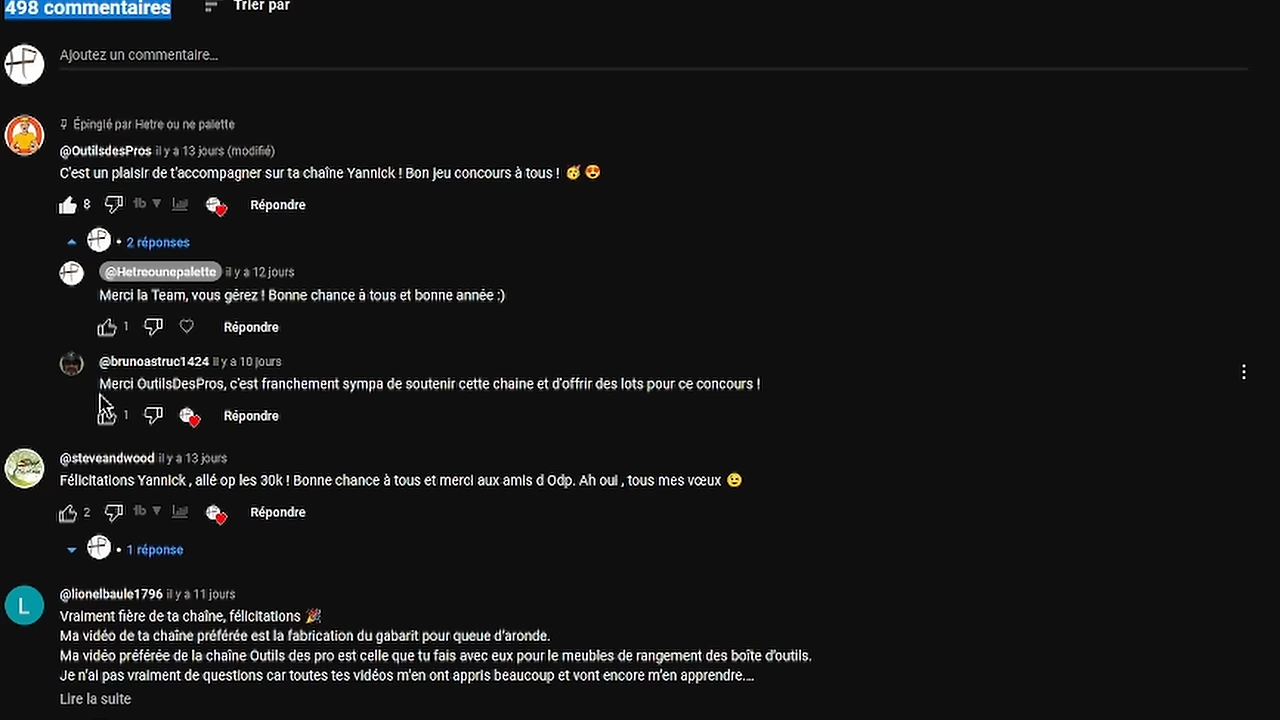 498 commentaires
Trier par
Ajoutez un commentaire...
Épinglé par Hetre ou ne palette
@OutilsdesPros il y a 13 jours (modifié)
C'est un plaisir de t'accompagner sur ta chaîne Yannick ! Bon jeu concours à tous ! 🥳 😍
8
Répondre
2 réponses
@Hetreounepalette il y a 12 jours
Merci la Team, vous gérez ! Bonne chance à tous et bonne année :)
1
Répondre
@brunoastruc1424 il y a 10 jours
Merci OutilsDesPros, c'est franchement sympa de soutenir cette chaine et d'offrir des lots pour ce concours !
1
Répondre
@steveandwood il y a 13 jours
Félicitations Yannick , allé op les 30k ! Bonne chance à tous et merci aux amis d Odp. Ah oui , tous mes vœux 😉
2
Répondre
1 réponse
L
@lionelbaule1796 il y a 11 jours
Vraiment fière de ta chaîne, félicitations 🎉
Ma vidéo de ta chaîne préférée est la fabrication du gabarit pour queue d'aronde.
Ma vidéo préférée de la chaîne Outils des pro est celle que tu fais avec eux pour le meubles de rangement des boîte d'outils.
Je n'ai pas vraiment de questions car toutes tes vidéos m'en ont appris beaucoup et vont encore m'en apprendre...
Lire la suite